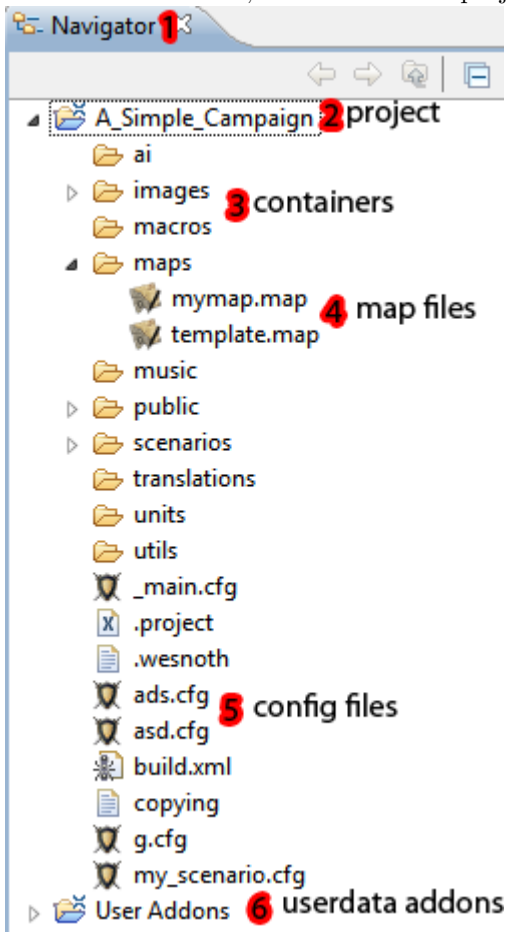 Navigator 1
A_Simple_Campaign 2 project
ai
images
3 containers
macros
maps
mymap.map
4 map files
template.map
music
public
scenarios
translations
units
utils
_main.cfg
.project
.wesnoth
ads.cfg
5 config files
asd.cfg
build.xml
copying
g.cfg
my_scenario.cfg
User Addons 6 userdata addons